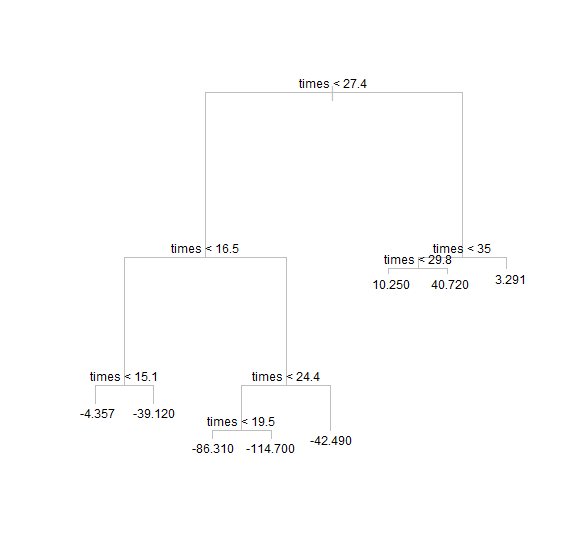 times < 27.4
times < 16.5
times < 35
times < 29.8
10.250
40.720
3.291
times < 15.1
times < 24.4
-4.357
-39.120
times < 19.5
-42.490
-86.310
-114.700